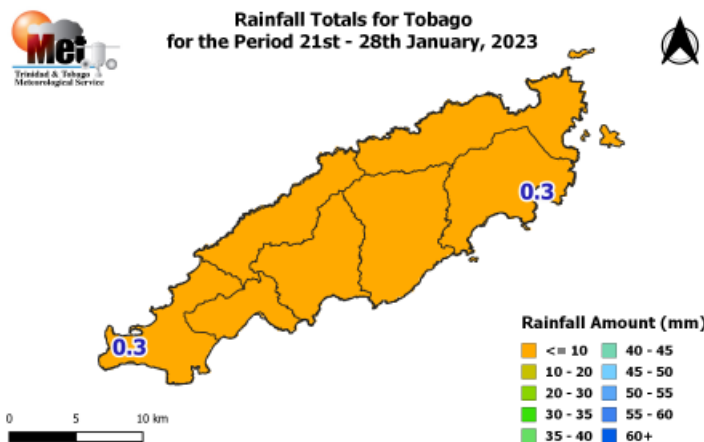 Rainfall Totals for Tobago
for the Period 21st - 28th January, 2023
Met
Trinidad & Tobago
Meteorological Service
0.3
0.3
Rainfall Amount (mm)
<= 10 40 - 45
10 - 20 45 - 50
20 - 30 50 - 55
30 - 35 55 - 60
35 - 40 60+
0 5 10 km